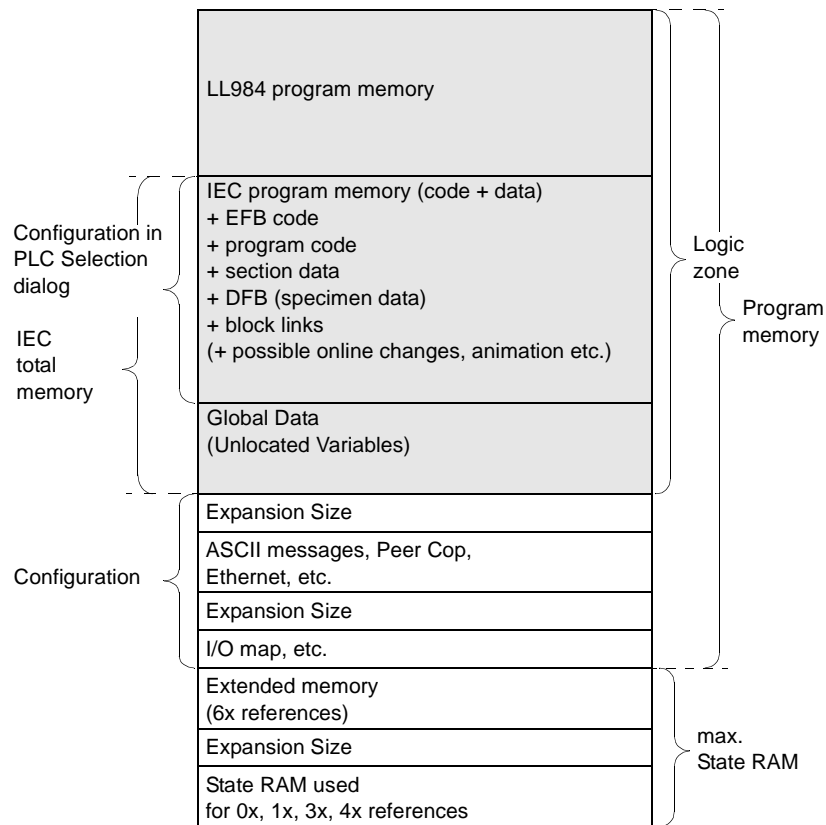 LL984 program memory
IEC program memory (code + data)
+ EFB code
+ program code
+ section data
+ DFB (specimen data)
+ block links
(+ possible online changes, animation etc.)
Global Data
(Unlocated Variables)
Expansion Size
ASCII messages, Peer Cop,
Ethernet, etc.
Expansion Size
I/O map, etc.
Extended memory
(6x references)
Expansion Size
State RAM used
for 0x, 1x, 3x, 4x references
Configuration in
PLC Selection
dialog
IEC
total
memory
Configuration
Logic
zone
Program
memory
max.
State RAM